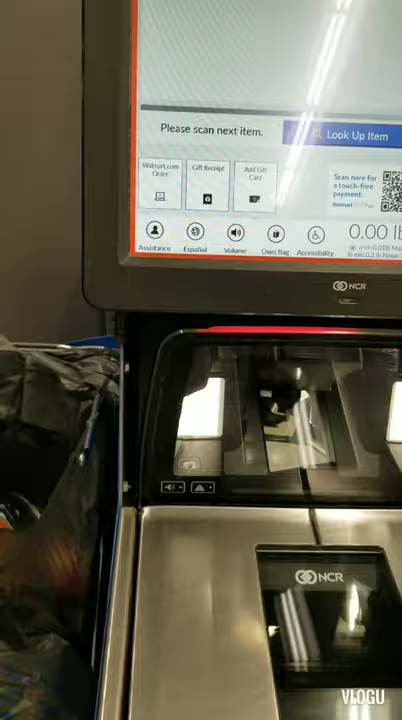 Please scan next item.
Look Up Item
Walmart.com
Order
Gift Receipt
Add Gift
Card
Scan here for
a touch-free
payment.
Walmart Pay
Assistance
Español
Volume
Own Bag
Accessibility
0.00 lb
NCR
NCR
VLOGU